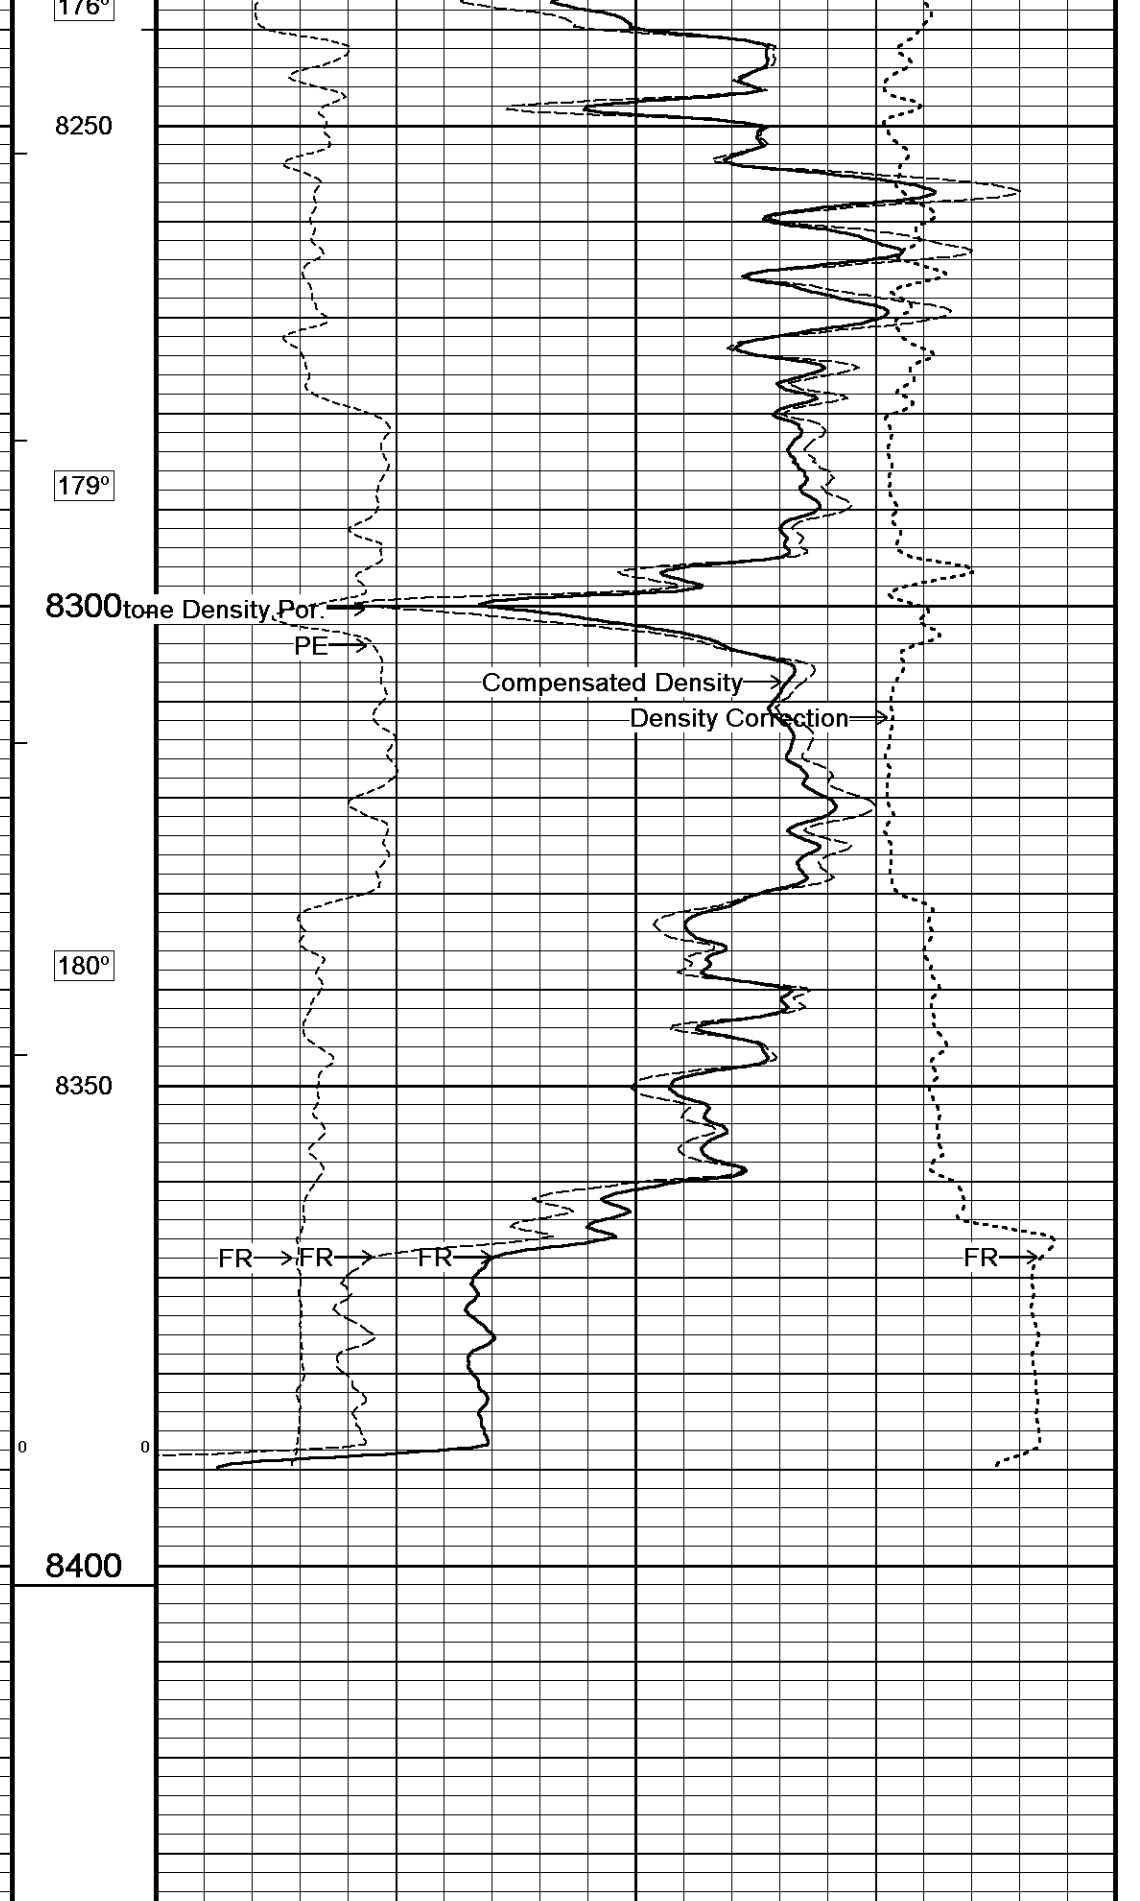 176°
8250
179°
8300
tone Density Por.
PE
Compensated Density
Density Correction
180°
8350
FR FR FR FR
0 0
8400